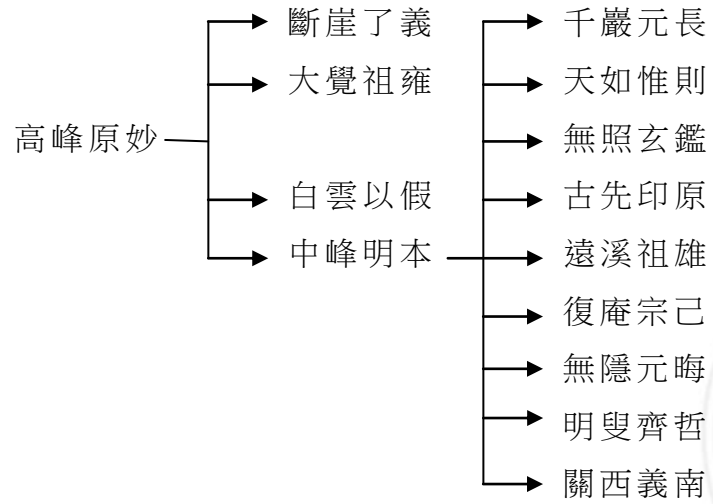 高峰原妙
斷崖了義
大覺祖雍
白雲以假
中峰明本
千巖元長
天如惟則
無照玄鑑
古先印原
遠溪祖雄
復庵宗己
無隱元晦
明叟齊哲
關西義南